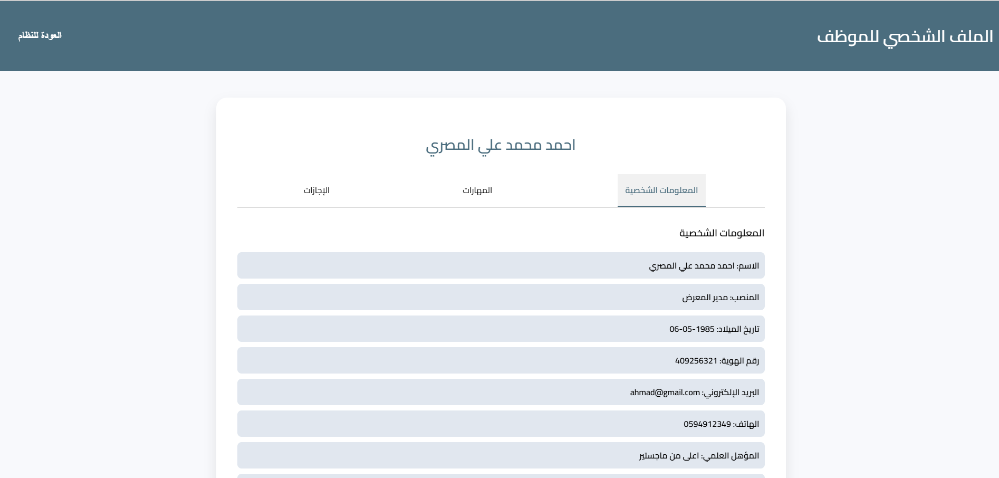 الملف الشخصي للموظف
العودة للنظام
احمد محمد علي المصري
المعلومات الشخصية
المهارات
الإجازات
المعلومات الشخصية
الاسم: احمد محمد علي المصري
المنصب: مدير المعرض
تاريخ الميلاد: 1985-05-06
رقم الهوية: 409256321
البريد الإلكتروني: ahmad@gmail.com
الهاتف: 0594912349
المؤهل العلمي: اعلى من ماجستير